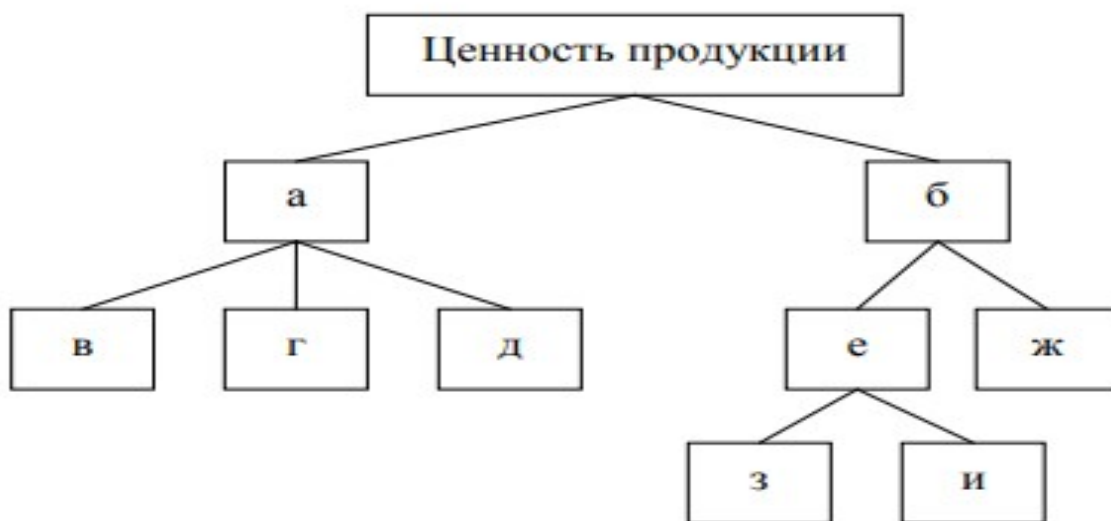 Ценность продукции
а
б
в
г
д
е
ж
з
и